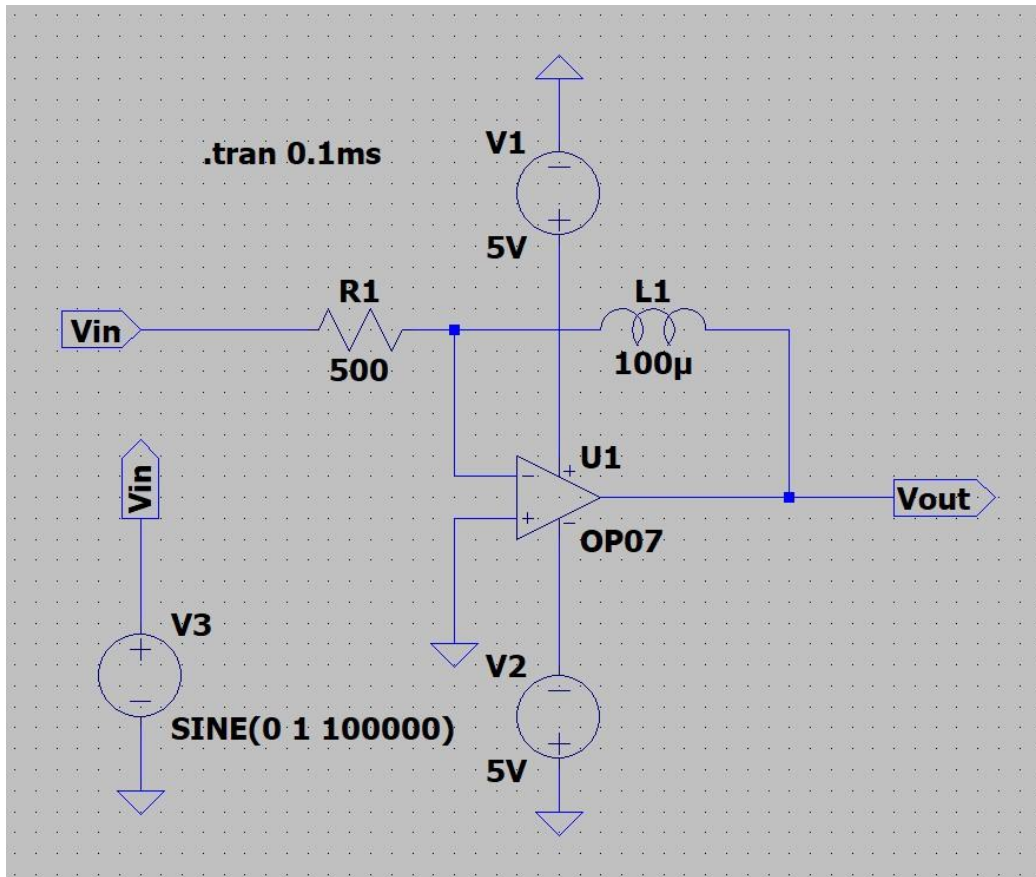 .tran 0.1ms
V1
5V
R1
L1
Vin
500
100µ
Vin
U1
OP07
Vout
V3
V2
SINE(0 1 100000)
5V